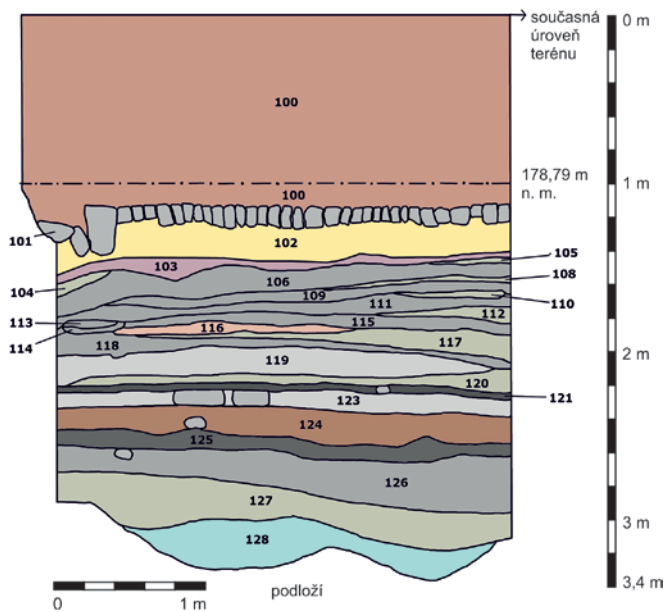 současná
úroveň
terénu
0 m
100
178,79 m
n. m.
1 m
100
101
102
103
105
104
106
108
109
110
111
112
113
114
115
116
117
118
119
2 m
120
121
123
124
125
126
127
128
3 m
3,4 m
podloží
0
1 m